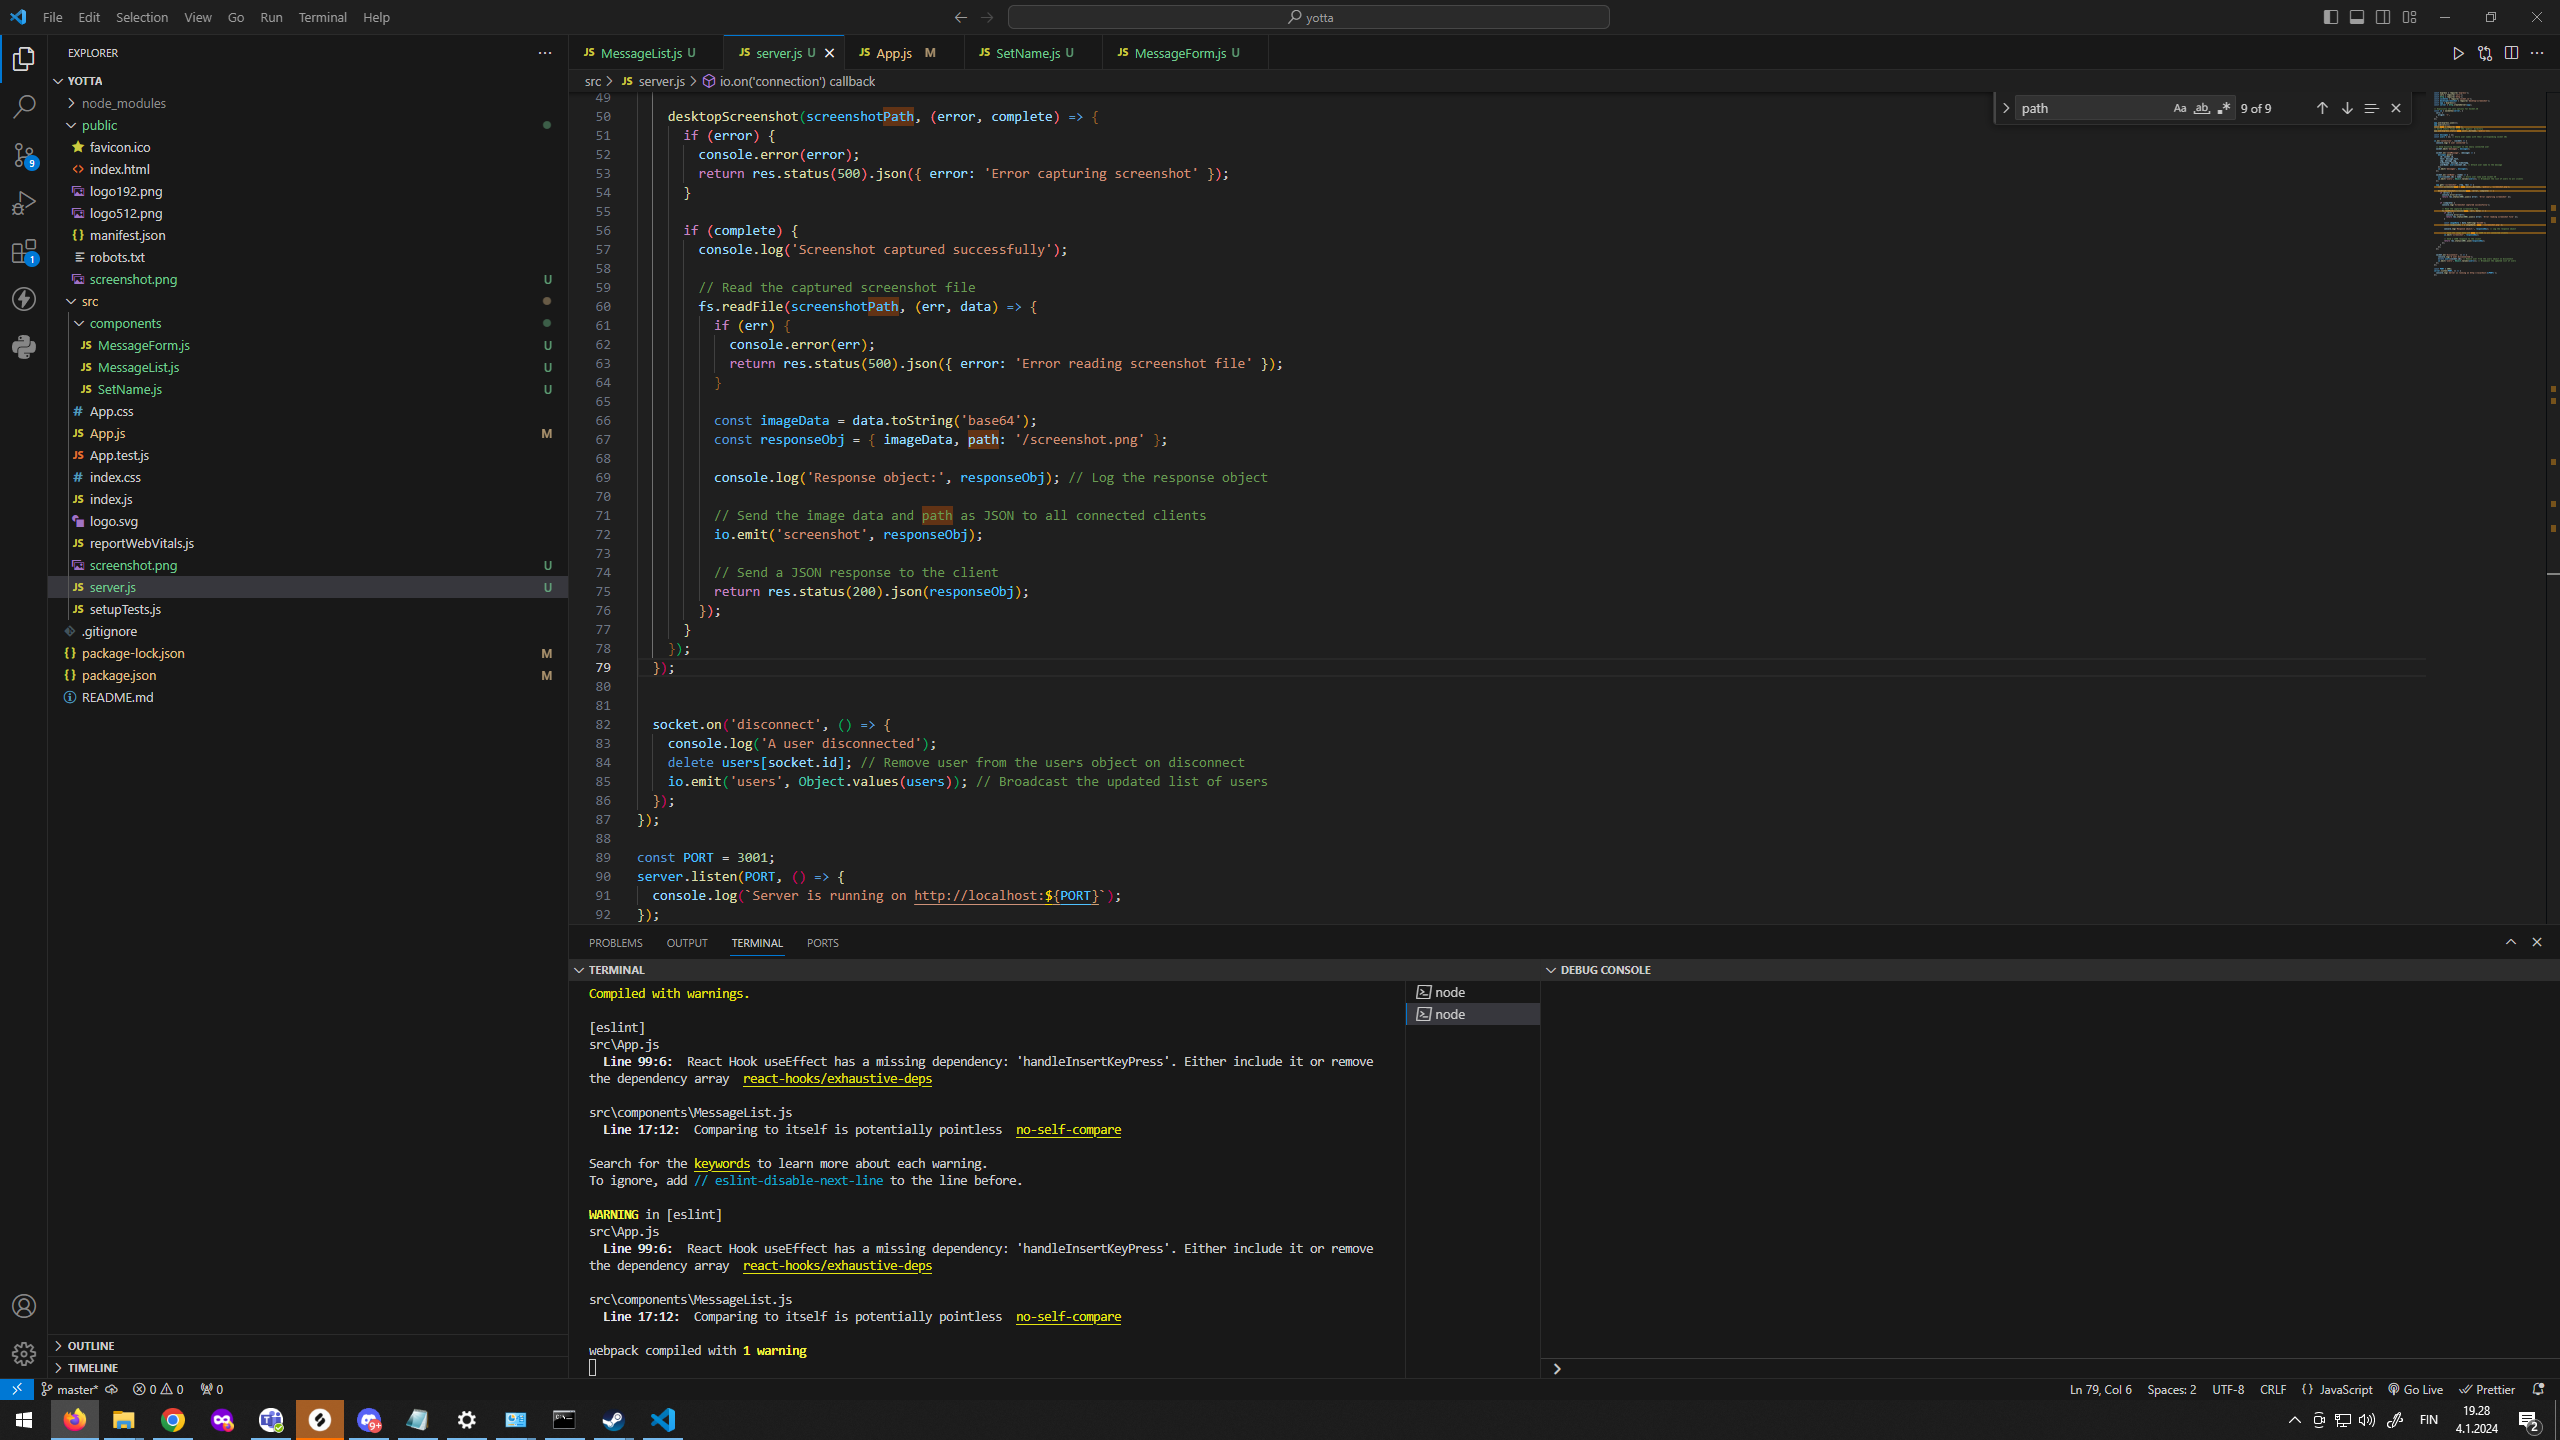 File Edit Selection View Go Run Terminal Help
yotta
EXPLORER
YOTTA
node_modules
public
favicon.ico
index.html
logo192.png
logo512.png
manifest.json
robots.txt
screenshot.png U
src
components
MessageForm.js U
MessageList.js U
SetName.js U
App.css
App.js M
App.test.js
index.css
index.js
logo.svg
reportWebVitals.js
screenshot.png U
server.js U
setupTests.js
.gitignore
package-lock.json M
package.json M
README.md
OUTLINE
TIMELINE
MessageList.js U server.js U App.js M SetName.js U MessageForm.js U
src > server.js > io.on('connection') callback
path Aa ab 9 of 9
49
50 desktopScreenshot(screenshotPath, (error, complete) => {
51 if (error) {
52 console.error(error);
53 return res.status(500).json({ error: 'Error capturing screenshot' });
54 }
55
56 if (complete) {
57 console.log('Screenshot captured successfully');
58
59 // Read the captured screenshot file
60 fs.readFile(screenshotPath, (err, data) => {
61 if (err) {
62 console.error(err);
63 return res.status(500).json({ error: 'Error reading screenshot file' });
64 }
65
66 const imageData = data.toString('base64');
67 const responseObj = { imageData, path: '/screenshot.png' };
68
69 console.log('Response object:', responseObj); // Log the response object
70
71 // Send the image data and path as JSON to all connected clients
72 io.emit('screenshot', responseObj);
73
74 // Send a JSON response to the client
75 return res.status(200).json(responseObj);
76 });
77 }
78 });
79 });
80
81
82 socket.on('disconnect', () => {
83 console.log('A user disconnected');
84 delete users[socket.id]; // Remove user from the users object on disconnect
85 io.emit('users', Object.values(users)); // Broadcast the updated list of users
86 });
87 });
88
89 const PORT = 3001;
90 server.listen(PORT, () => {
91 console.log(`Server is running on http://localhost:${PORT}`);
92 });
PROBLEMS OUTPUT TERMINAL PORTS
TERMINAL
Compiled with warnings.
[eslint]
src\App.js
Line 99:6: React Hook useEffect has a missing dependency: 'handleInsertKeyPress'. Either include it or remove
the dependency array react-hooks/exhaustive-deps
src\components\MessageList.js
Line 17:12: Comparing to itself is potentially pointless no-self-compare
Search for the keywords to learn more about each warning.
To ignore, add // eslint-disable-next-line to the line before.
WARNING in [eslint]
src\App.js
Line 99:6: React Hook useEffect has a missing dependency: 'handleInsertKeyPress'. Either include it or remove
the dependency array react-hooks/exhaustive-deps
src\components\MessageList.js
Line 17:12: Comparing to itself is potentially pointless no-self-compare
webpack compiled with 1 warning
node
node
DEBUG CONSOLE
master* 0 0 0
Ln 79, Col 6 Spaces: 2 UTF-8 CRLF JavaScript Go Live Prettier
FIN
19.28
4.1.2024
2
9
1
9+